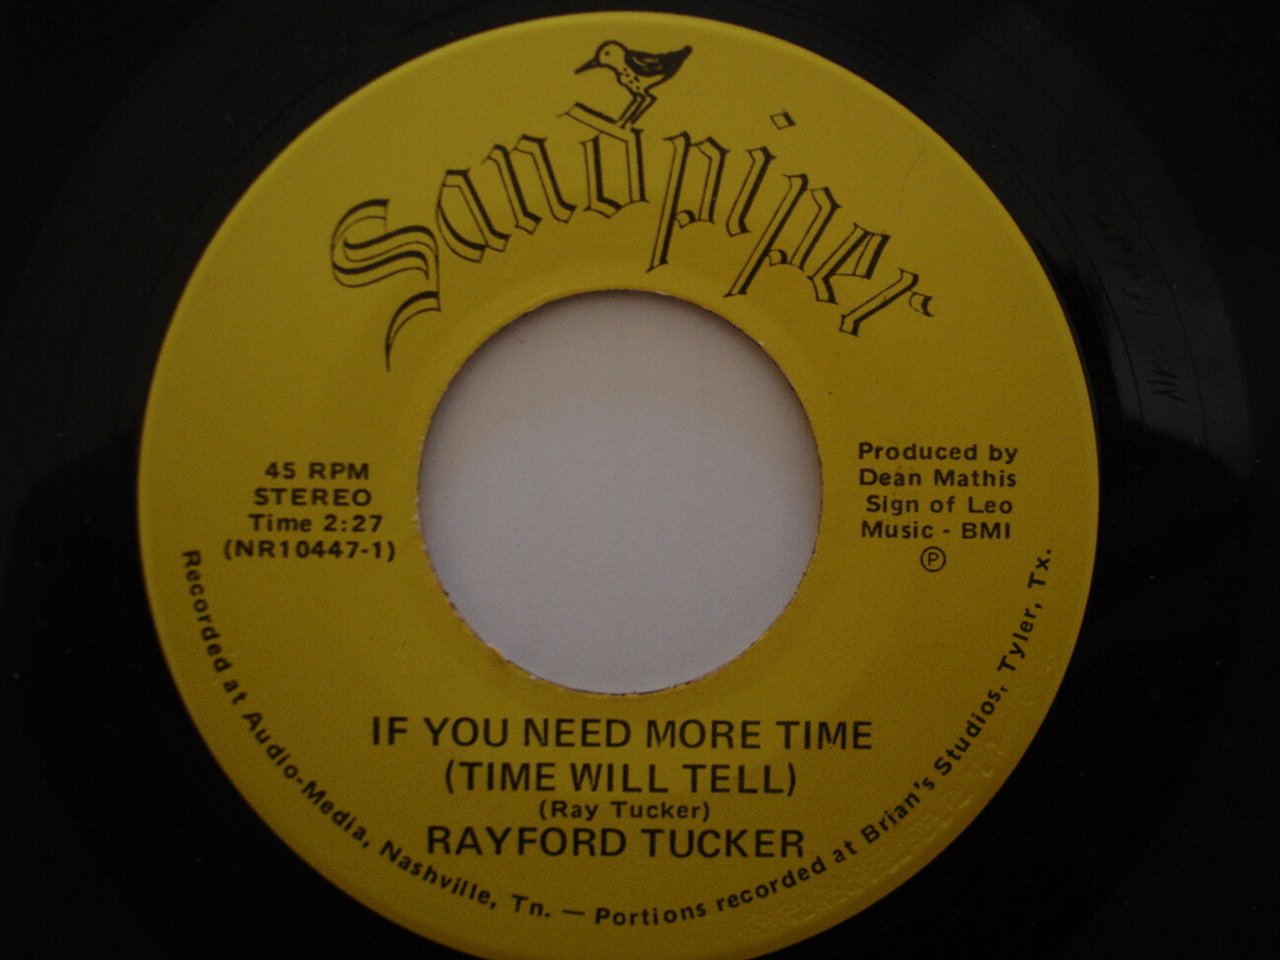 Sandpiper
45 RPM
STEREO
Time 2:27
(NR10447-1)
Produced by
Dean Mathis
Sign of Leo
Music - BMI
Ⓟ
IF YOU NEED MORE TIME
(TIME WILL TELL)
(Ray Tucker)
RAYFORD TUCKER
Recorded at Audio-Media, Nashville, Tn. — Portions recorded at Brian's Studios, Tyler, Tx.